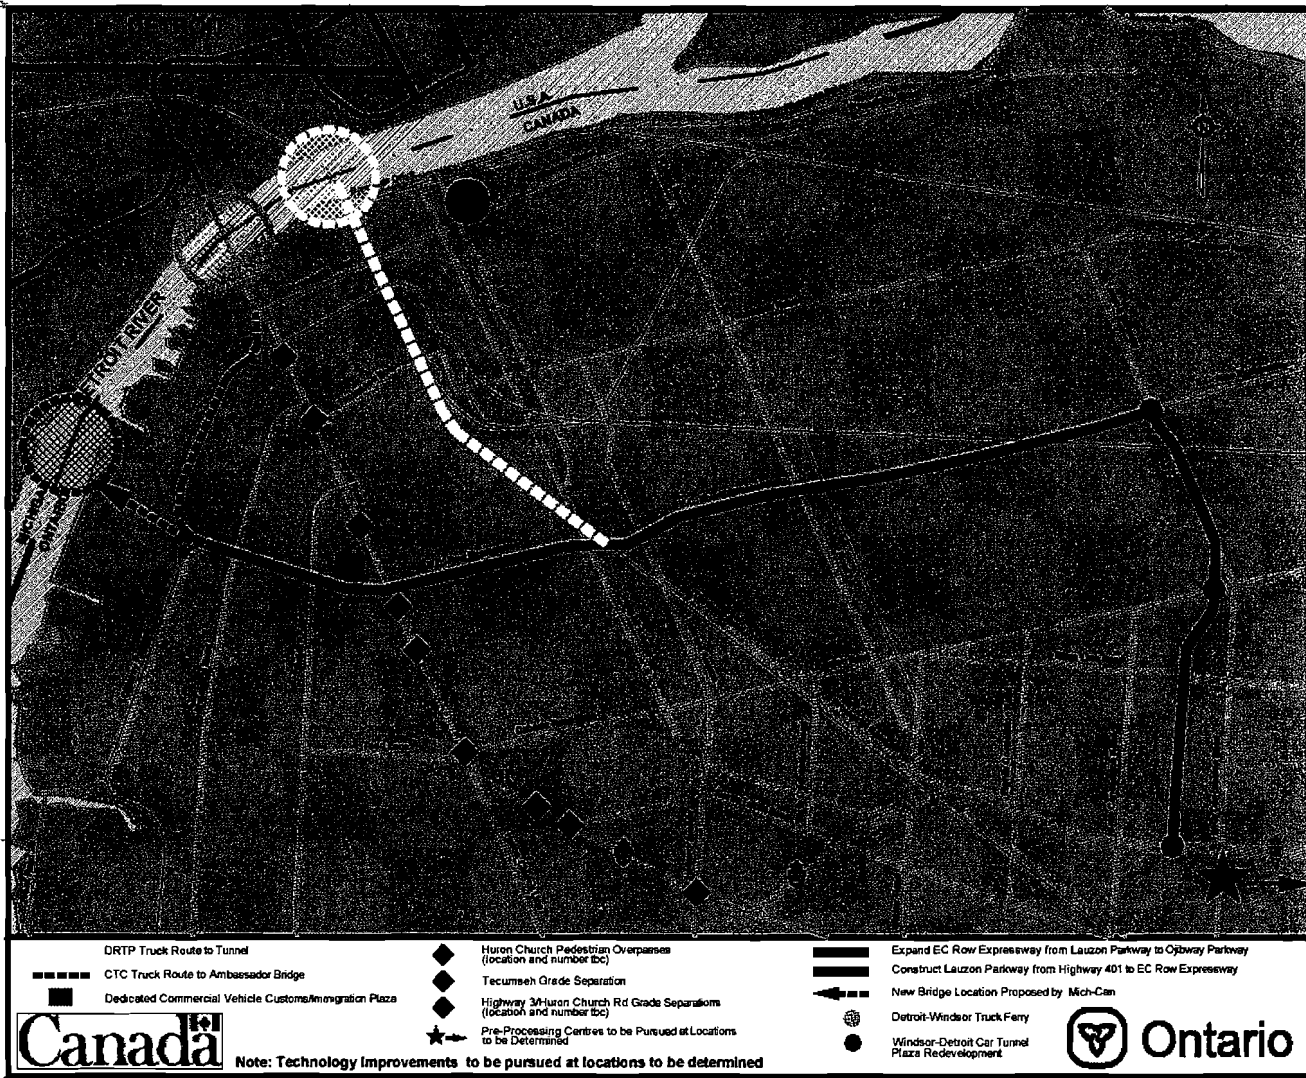 U.S.A.
CANADA
DETROIT RIVER
DRTP Truck Route to Tunnel
CTC Truck Route to Ambassador Bridge
Dedicated Commercial Vehicle Customs/Immigration Plaza
Huron Church Pedestrian Overpasses
(location and number tbc)
Tecumseh Grade Separation
Highway 3/Huron Church Rd Grade Separations
(location and number tbc)
Pre-Processing Centres to be Pursued at Locations
to be Determined
Expand EC Row Expressway from Lauzon Parkway to Ojibway Parkway
Construct Lauzon Parkway from Highway 401 to EC Row Expressway
New Bridge Location Proposed by Mich-Can
Detroit-Windsor Truck Ferry
Windsor-Detroit Car Tunnel
Plaza Redevelopment
Canada
Note: Technology Improvements to be pursued at locations to be determined
Ontario